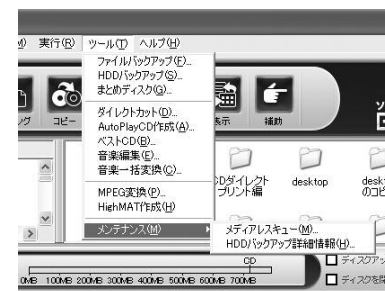 実行(R) ツール(T) ヘルプ(H)
ファイルバックアップ(F)...
HDDバックアップ(S)...
まとめディスク(G)...
ダイレクトカット(D)...
AutoPlayCD作成(A)...
ベストCD(B)...
音楽編集(E)...
音楽一括変換(C)...
MPEG変換(P)...
HighMAT作成(H)
メンテナンス(M)
メディアレスキュー(M)...
HDDバックアップ詳細情報(H)...
コピー
表示
補助
CDダイレクト
プリント編
desktop
desk
のコピ
CD
0MB 100MB 200MB 300MB 400MB 500MB 600MB 700MB
ディスクアッ
ディスクを